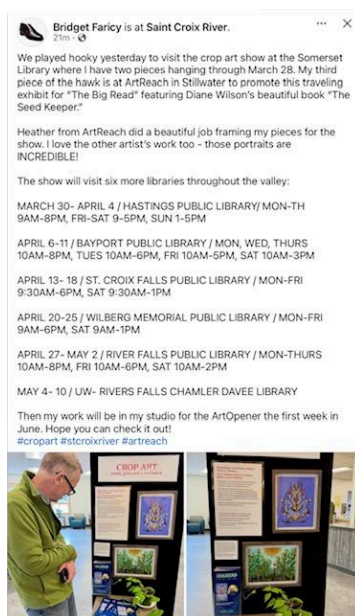 Bridget Faricy is at Saint Croix River.
21m
We played hooky yesterday to visit the crop art show at the Somerset
Library where I have two pieces hanging through March 28. My third
piece of the hawk is at ArtReach in Stillwater to promote this traveling
exhibit for “The Big Read” featuring Diane Wilson's beautiful book “The
Seed Keeper.”
Heather from ArtReach did a beautiful job framing my pieces for the
show. I love the other artist's work too - those portraits are
INCREDIBLE!
The show will visit six more libraries throughout the valley:
MARCH 30- APRIL 4 / HASTINGS PUBLIC LIBRARY/ MON-TH
9AM-8PM, FRI-SAT 9-5PM, SUN 1-5PM
APRIL 6-11 / BAYPORT PUBLIC LIBRARY / MON, WED, THURS
10AM-8PM, TUES 10AM-6PM, FRI 10AM-5PM, SAT 10AM-3PM
APRIL 13- 18 / ST. CROIX FALLS PUBLIC LIBRARY / MON-FRI
9:30AM-6PM, SAT 9:30AM-1PM
APRIL 20-25 / WILBERG MEMORIAL PUBLIC LIBRARY / MON-FRI
9AM-6PM, SAT 9AM-1PM
APRIL 27- MAY 2 / RIVER FALLS PUBLIC LIBRARY / MON-THURS
10AM-8PM, FRI 10AM-6PM, SAT 10AM-2PM
MAY 4- 10 / UW- RIVERS FALLS CHAMLER DAVEE LIBRARY
Then my work will be in my studio for the ArtOpener the first week in
June. Hope you can check it out!
#cropart #stcroixriver #artreach
CROP ART